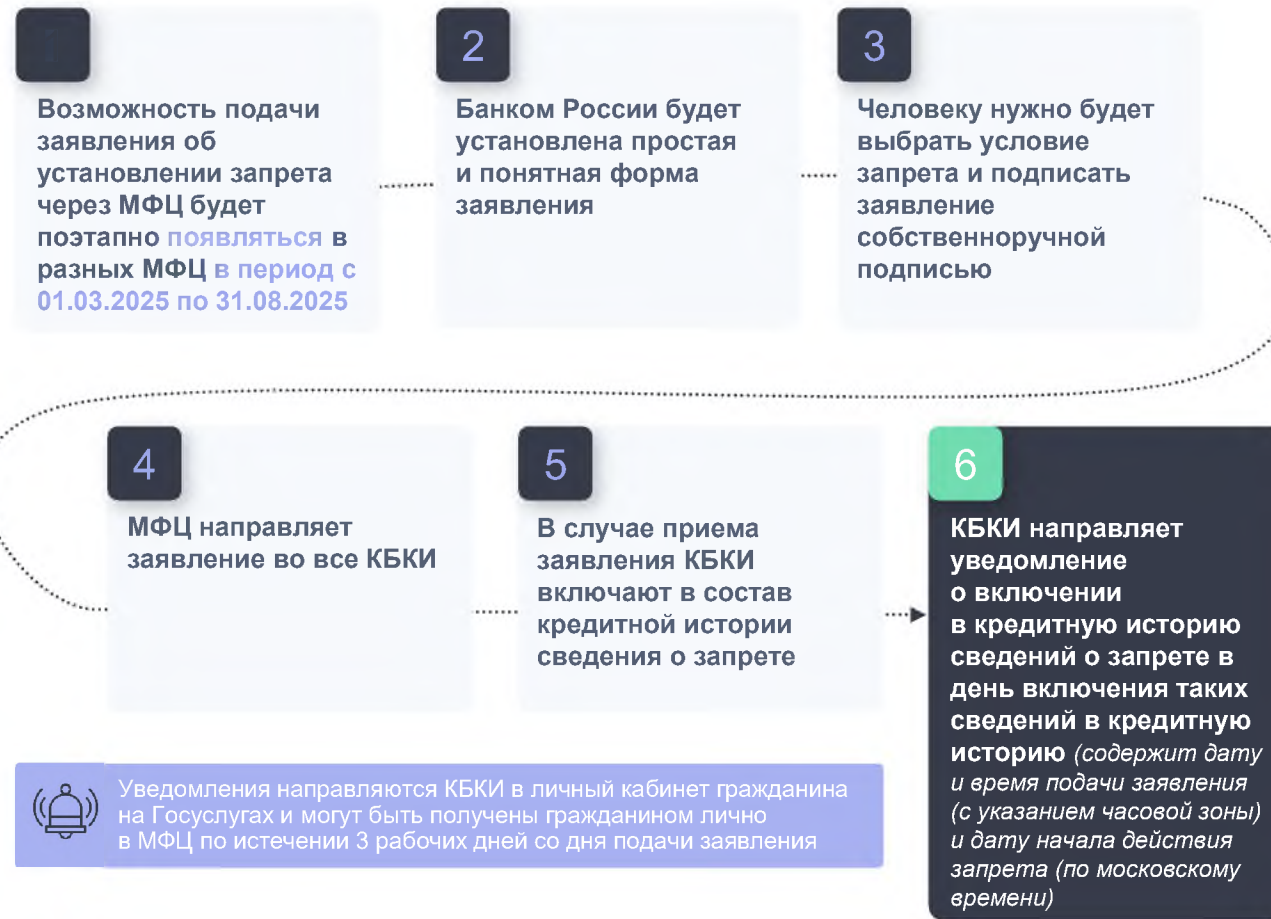 Возможность подачи
заявления об
установлении запрета
через МФЦ будет
поэтапно появляться в
разных МФЦ в период с
01.03.2025 по 31.08.2025
2
Банком России будет
установлена простая
и понятная форма
заявления
3
Человеку нужно будет
выбрать условие
запрета и подписать
заявление
собственноручной
подписью
4
МФЦ направляет
заявление во все КБКИ
5
В случае приема
заявления КБКИ
включают в состав
кредитной истории
сведения о запрете
6
КБКИ направляет
уведомление
о включении
в кредитную историю
сведений о запрете в
день включения таких
сведений в кредитную
историю (содержит дату
и время подачи заявления
(с указанием часовой зоны)
и дату начала действия
запрета (по московскому
времени)
Уведомления направляются КБКИ в личный кабинет гражданина
на Госуслугах и могут быть получены гражданином лично
в МФЦ по истечении 3 рабочих дней со дня подачи заявления